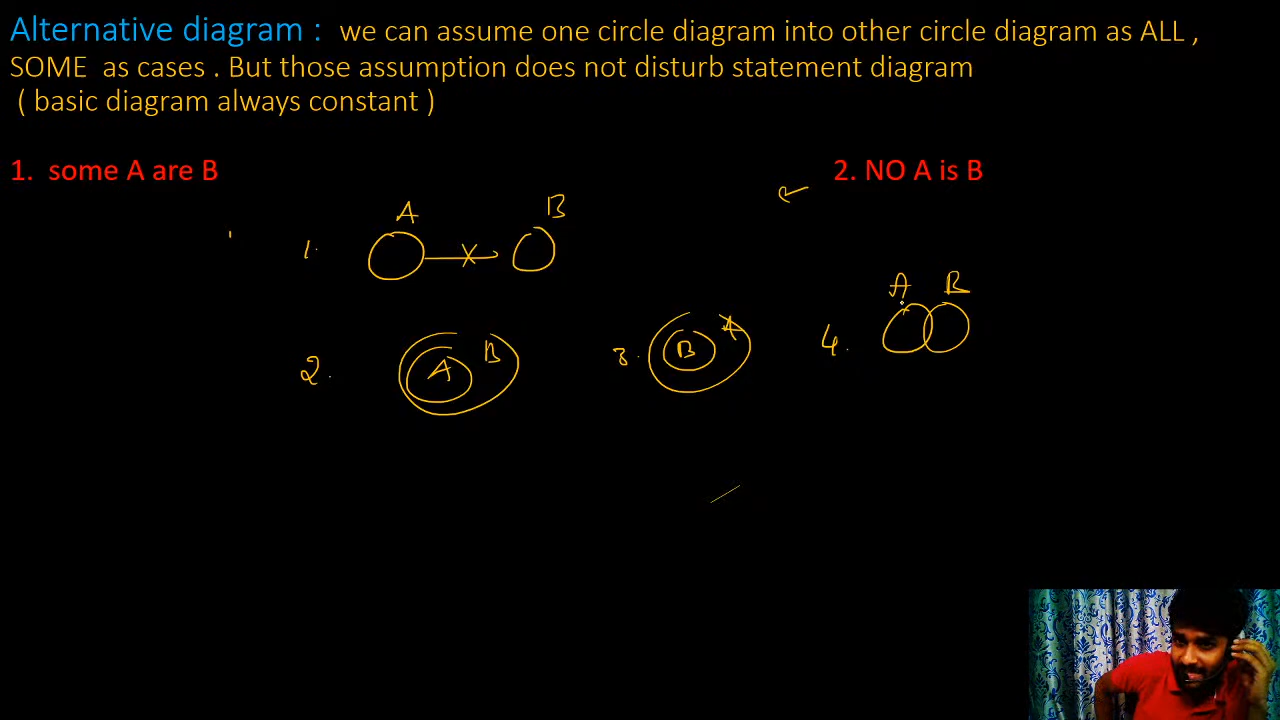 Alternative diagram : we can assume one circle diagram into other circle diagram as ALL ,
SOME as cases . But those assumption does not disturb statement diagram
( basic diagram always constant )
1. some A are B
2. NO A is B
1. A B
2. A B
3. B A
4. A B